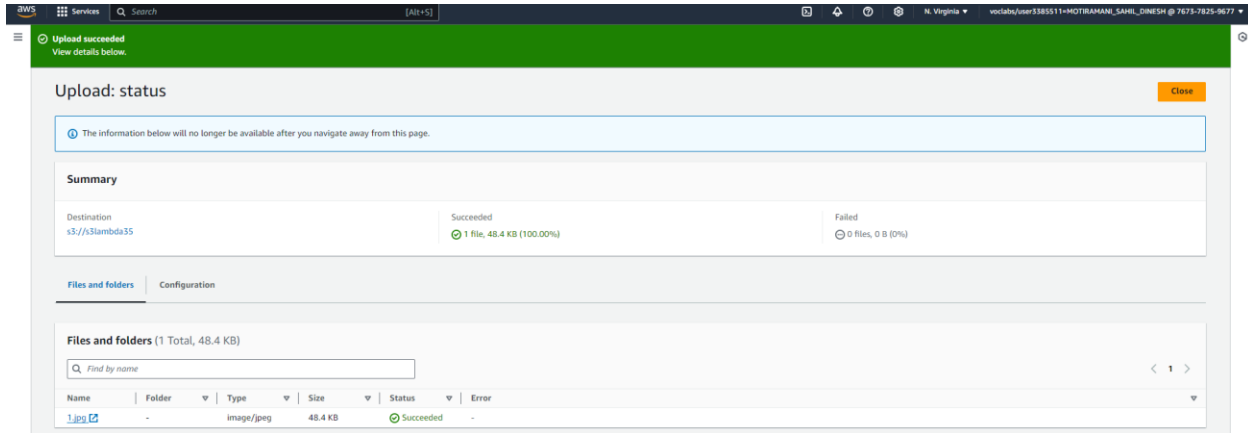 aws Services Search [Alt+S] N. Virginia voclabs/user3385511=MOTIRAMANI_SAHIL_DINESH @ 7673-7825-9677
Upload succeeded
View details below.
Upload: status Close
The information below will no longer be available after you navigate away from this page.
Summary
Destination Succeeded Failed
s3://s3lambda35 1 file, 48.4 KB (100.00%) 0 files, 0 B (0%)
Files and folders Configuration
Files and folders (1 Total, 48.4 KB)
Find by name 1
Name Folder Type Size Status Error
1.jpg - image/jpeg 48.4 KB Succeeded -